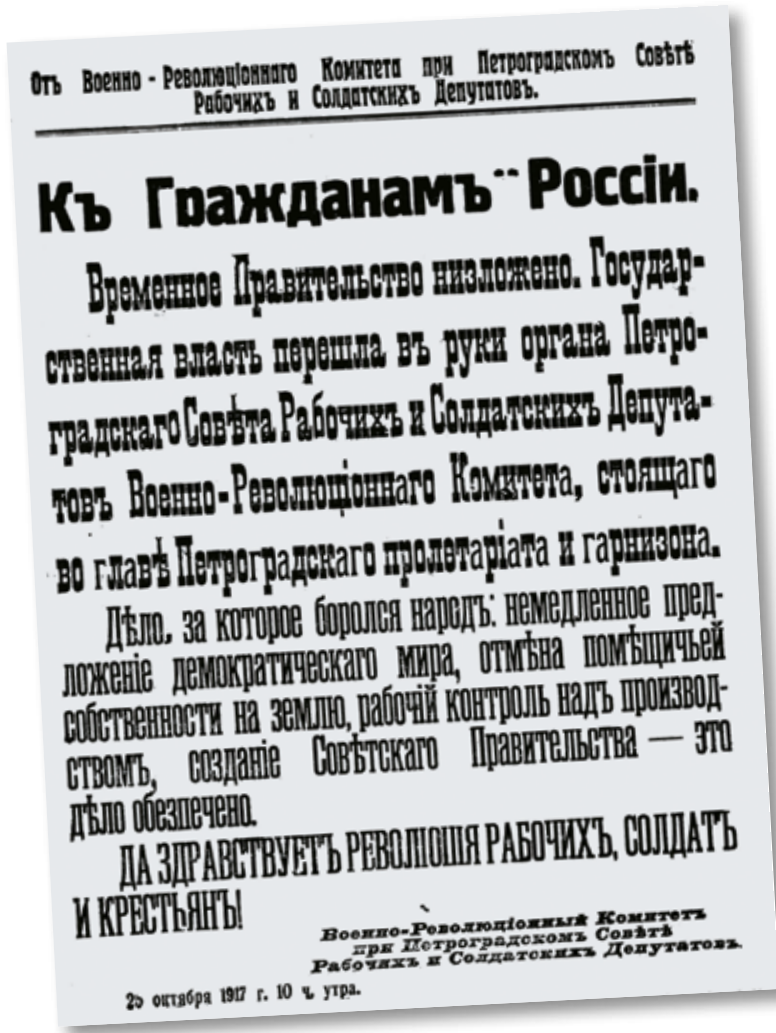 Отъ Военно - Революціоннаго Комитета при Петроградскомъ Совѣтѣ
Рабочихъ и Солдатскихъ Депутатовъ.
Къ Гражданамъ Россіи.
Временное Правительство низложено. Государ-
ственная власть перешла въ руки органа Петро-
градскаго Совѣта Рабочихъ и Солдатскихъ Депута-
товъ Военно-Революціоннаго Комитета, стоящаго
во главѣ Петроградскаго пролетаріата и гарнизона.
Дѣло, за которое боролся народъ: немедленное пред-
ложеніе демократическаго мира, отмѣна помѣщичьей
собственности на землю, рабочій контроль надъ производ-
ствомъ, созданіе Совѣтскаго Правительства — это
дѣло обезпечено.
ДА ЗДРАВСТВУЕТЪ РЕВОЛЮЦІЯ РАБОЧИХЪ, СОЛДАТЪ
И КРЕСТЬЯНЪ!
Военно-Революціонный Комитетъ
при Петроградскомъ Совѣтѣ
Рабочихъ и Солдатскихъ Депутатовъ.
25 октября 1917 г. 10 ч. утра.